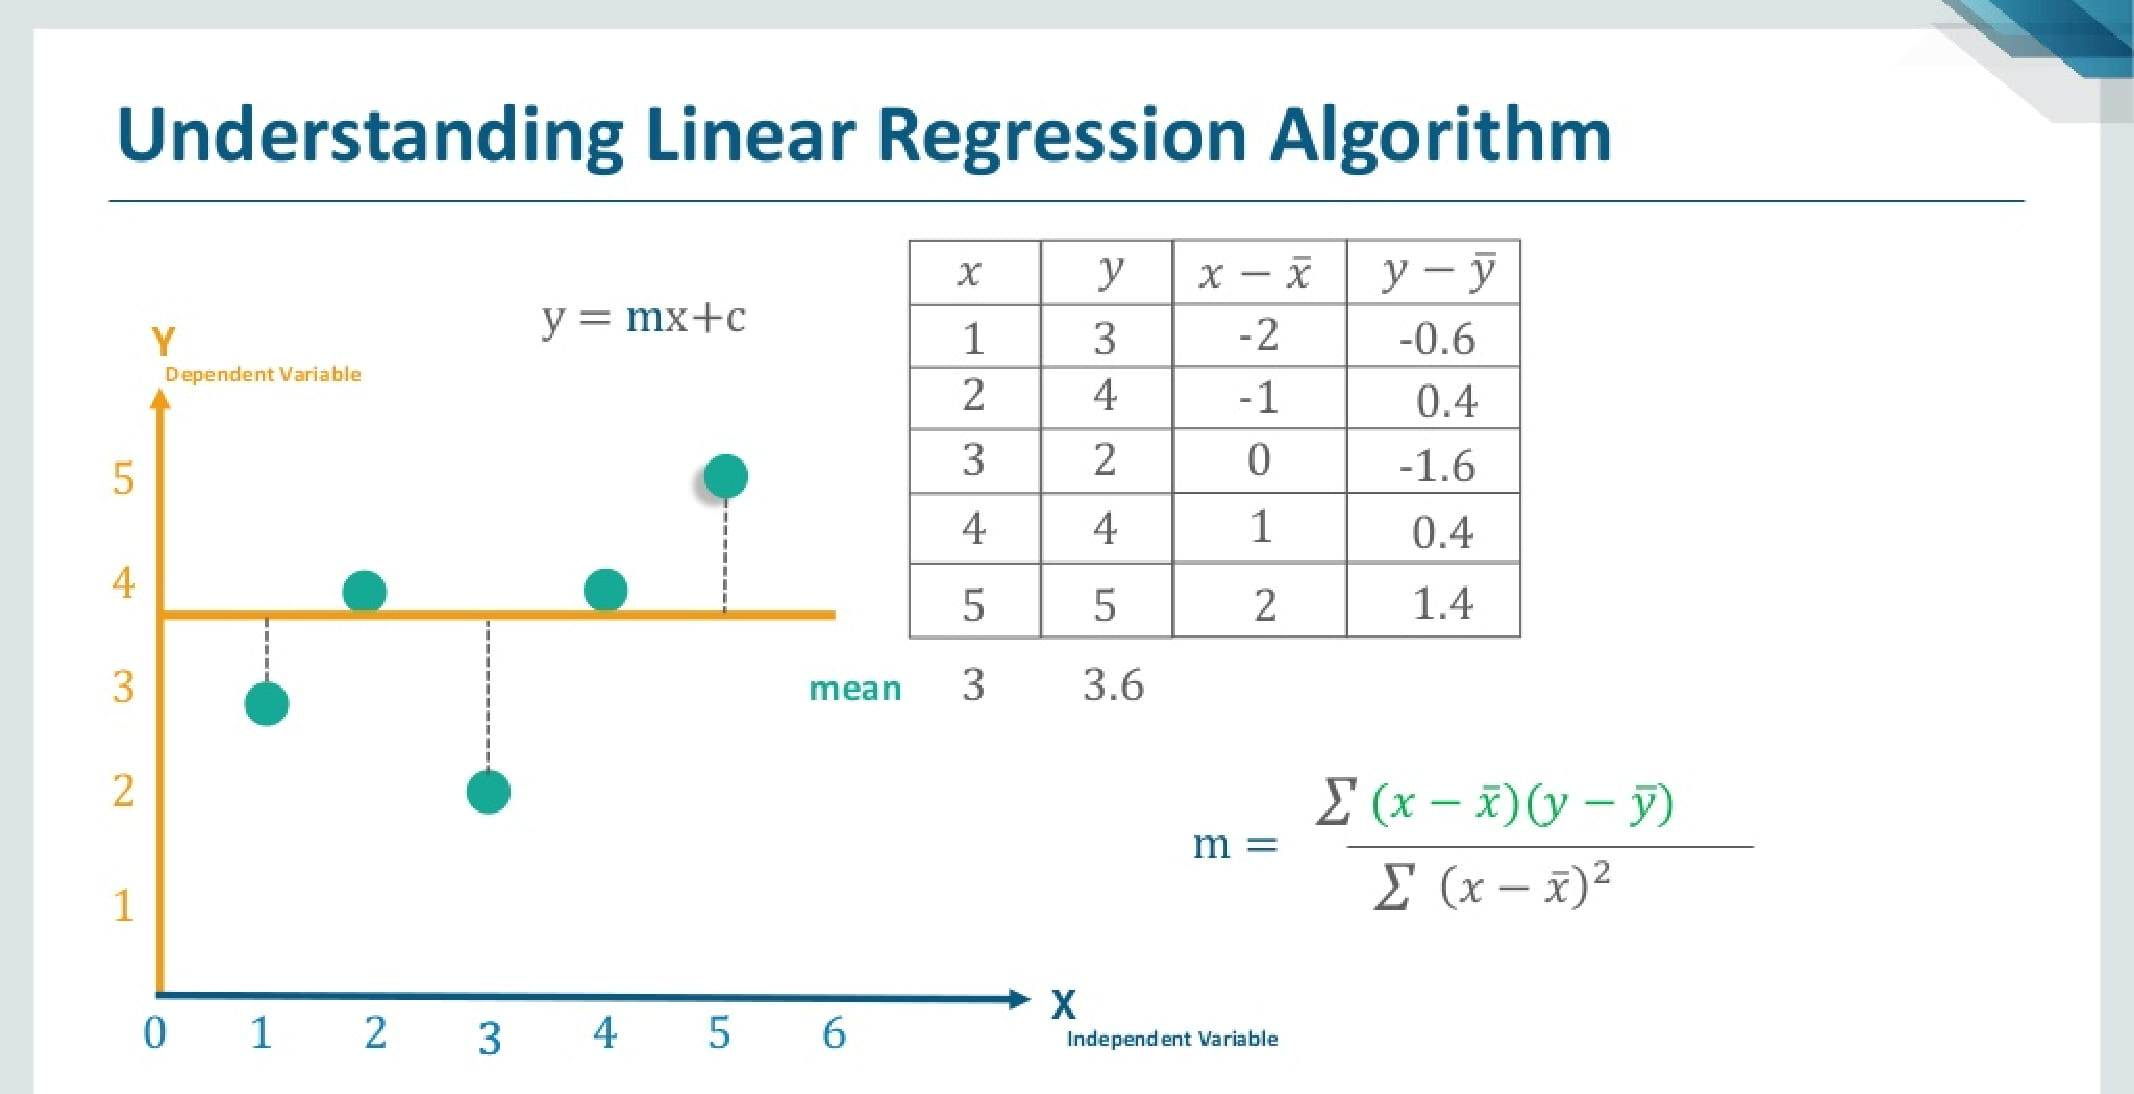 Understanding Linear Regression Algorithm
y = mx+c
Y
Dependent Variable
5
4
3
2
1
0 1 2 3 4 5 6
X
Independent Variable
x y x − x̄ y − ȳ
1 3 -2 -0.6
2 4 -1 0.4
3 2 0 -1.6
4 4 1 0.4
5 5 2 1.4
mean 3 3.6
m =
Σ (x − x̄)(y − ȳ)
Σ (x − x̄)²